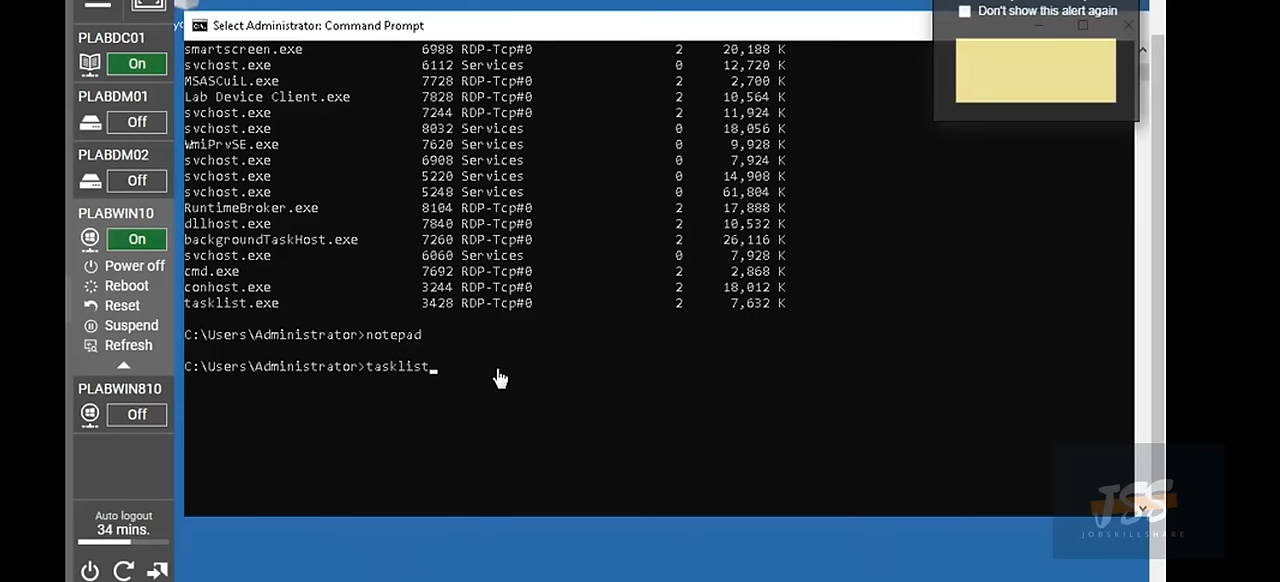 PLABDC01
On
PLABDM01
Off
PLABDM02
Off
PLABWIN10
On
Power off
Reboot
Reset
Suspend
Refresh
PLABWIN810
Off
Auto logout
34 mins.
Select Administrator: Command Prompt
Don't show this alert again
smartscreen.exe 6988 RDP-Tcp#0 2 20,188 K
svchost.exe 6112 Services 0 12,720 K
MSASCuiL.exe 7728 RDP-Tcp#0 2 2,700 K
Lab Device Client.exe 7828 RDP-Tcp#0 2 10,564 K
svchost.exe 7244 RDP-Tcp#0 2 11,924 K
svchost.exe 8032 Services 0 18,056 K
WmiPrvSE.exe 7620 Services 0 9,928 K
svchost.exe 6908 Services 0 7,924 K
svchost.exe 5220 Services 0 14,908 K
svchost.exe 5248 Services 0 61,804 K
RuntimeBroker.exe 8104 RDP-Tcp#0 2 17,888 K
dllhost.exe 7840 RDP-Tcp#0 2 10,532 K
backgroundTaskHost.exe 7260 RDP-Tcp#0 2 26,116 K
svchost.exe 6060 Services 0 7,928 K
cmd.exe 7692 RDP-Tcp#0 2 2,868 K
conhost.exe 3244 RDP-Tcp#0 2 18,012 K
tasklist.exe 3428 RDP-Tcp#0 2 7,632 K
C:\Users\Administrator>notepad
C:\Users\Administrator>tasklist
JSS
JOBSKILLSHARE